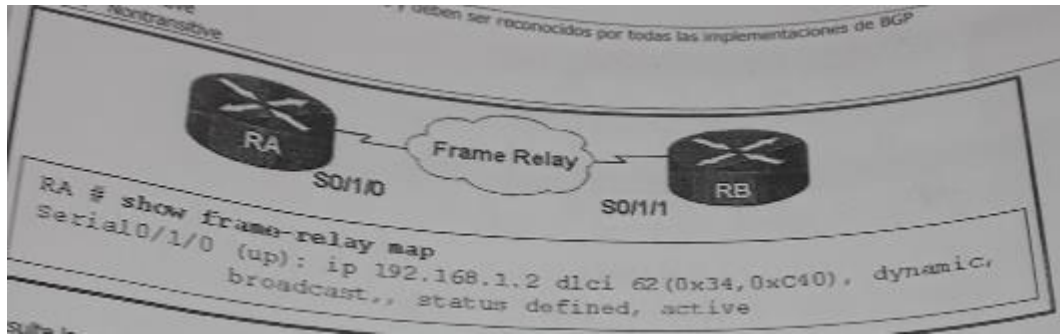 y deben ser reconocidos por todas las implementaciones de BGP
Nontransitive
RA
Frame Relay
RB
S0/1/0
S0/1/1
RA # show frame-relay map
Serial0/1/0 (up): ip 192.168.1.2 dlci 62(0x34,0xC40), dynamic,
broadcast,, status defined, active